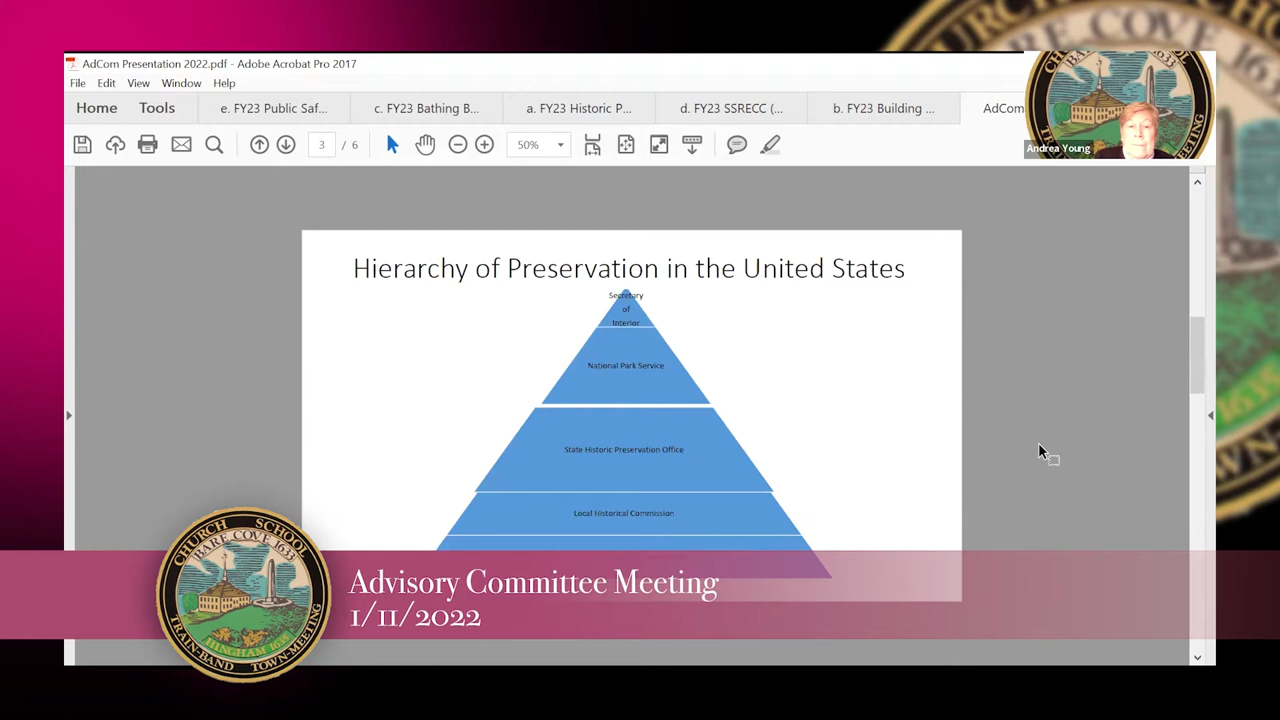 AdCom Presentation 2022.pdf - Adobe Acrobat Pro 2017
File Edit View Window Help
Home Tools e. FY23 Public Saf... c. FY23 Bathing B... a. FY23 Historic P... d. FY23 SSRECC (... b. FY23 Building ... AdCom
3 / 6 50%
Andrea Young
Hierarchy of Preservation in the United States
Secretary
of
Interior
National Park Service
State Historic Preservation Office
Local Historical Commission
CHURCH SCHOOL
BARE COVE 1633
HINGHAM 1635
TRAIN-BAND TOWN-MEETING
Advisory Committee Meeting
1/11/2022